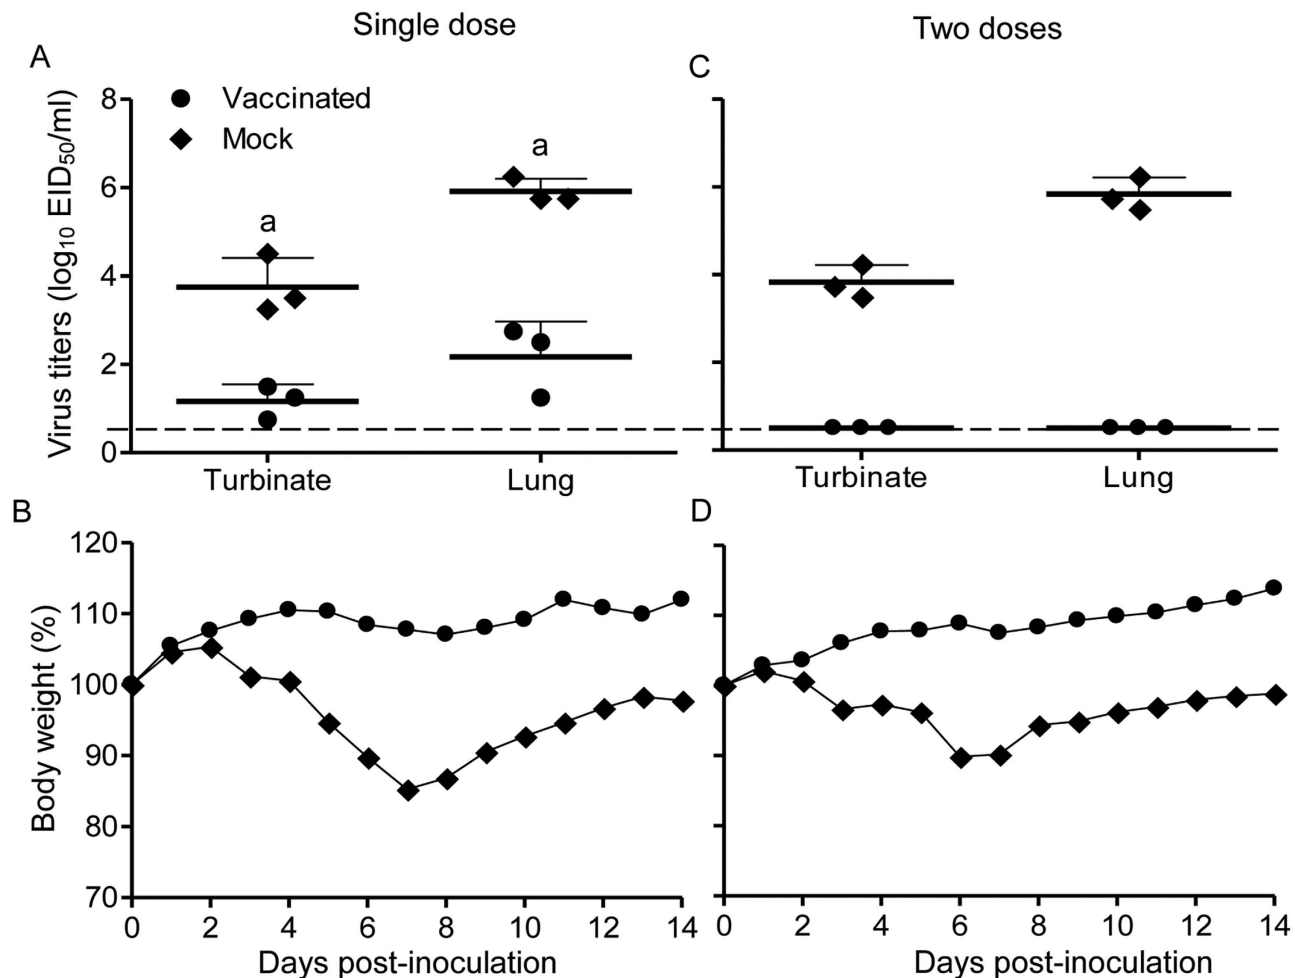 Single dose
Two doses
A
C
Vaccinated
Mock
Virus titers (log10 EID50/ml)
8
6
4
2
0
a
a
Turbinate
Lung
Turbinate
Lung
B
D
Body weight (%)
120
110
100
90
80
70
0 2 4 6 8 10 12 14
0 2 4 6 8 10 12 14
Days post-inoculation
Days post-inoculation